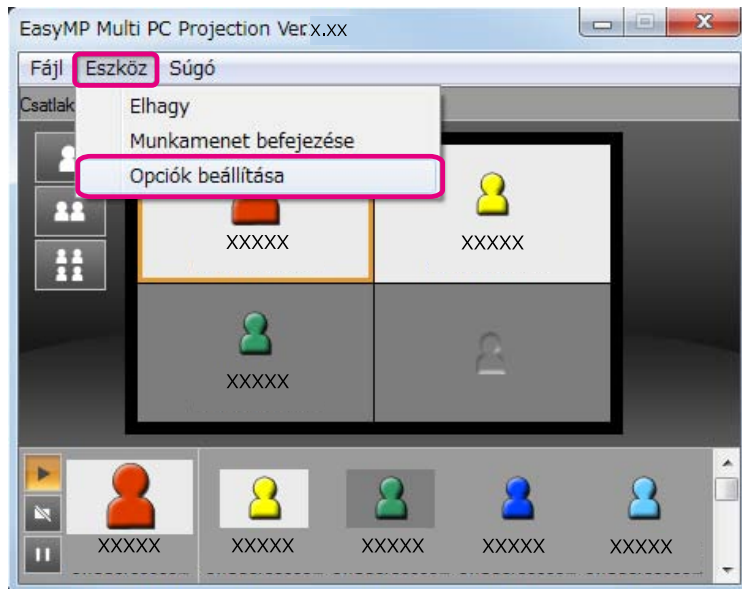 EasyMP Multi PC Projection Ver.x.xx
Fájl Eszköz Súgó
Csatlak
Elhagy
Munkamenet befejezése
Opciók beállítása
XXXXX XXXXX
XXXXX
XXXXX XXXXX XXXXX XXXXX XXXXX